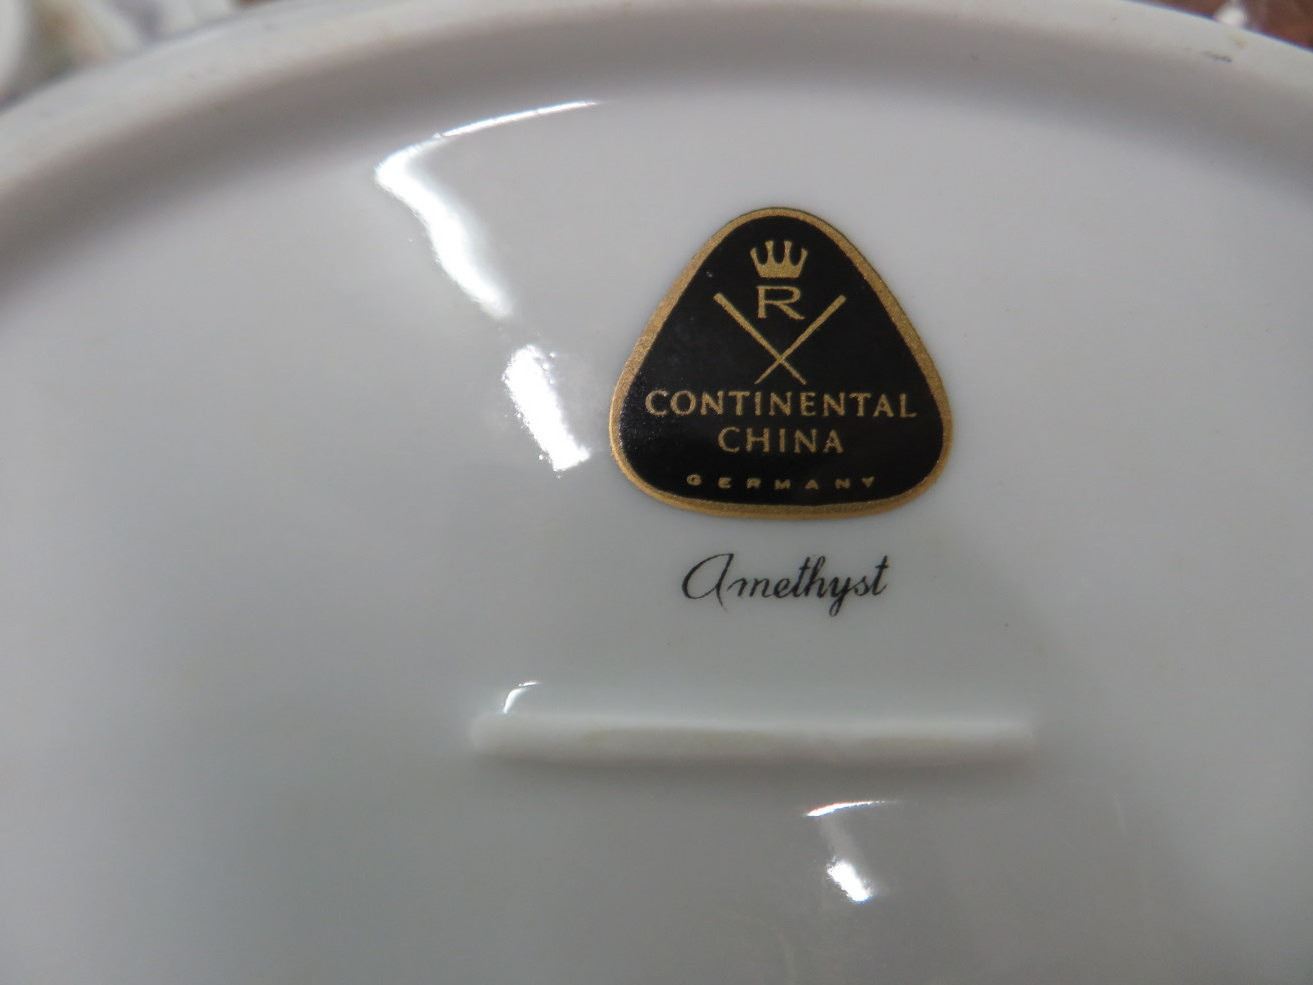 R
CONTINENTAL
CHINA
GERMANY
Amethyst